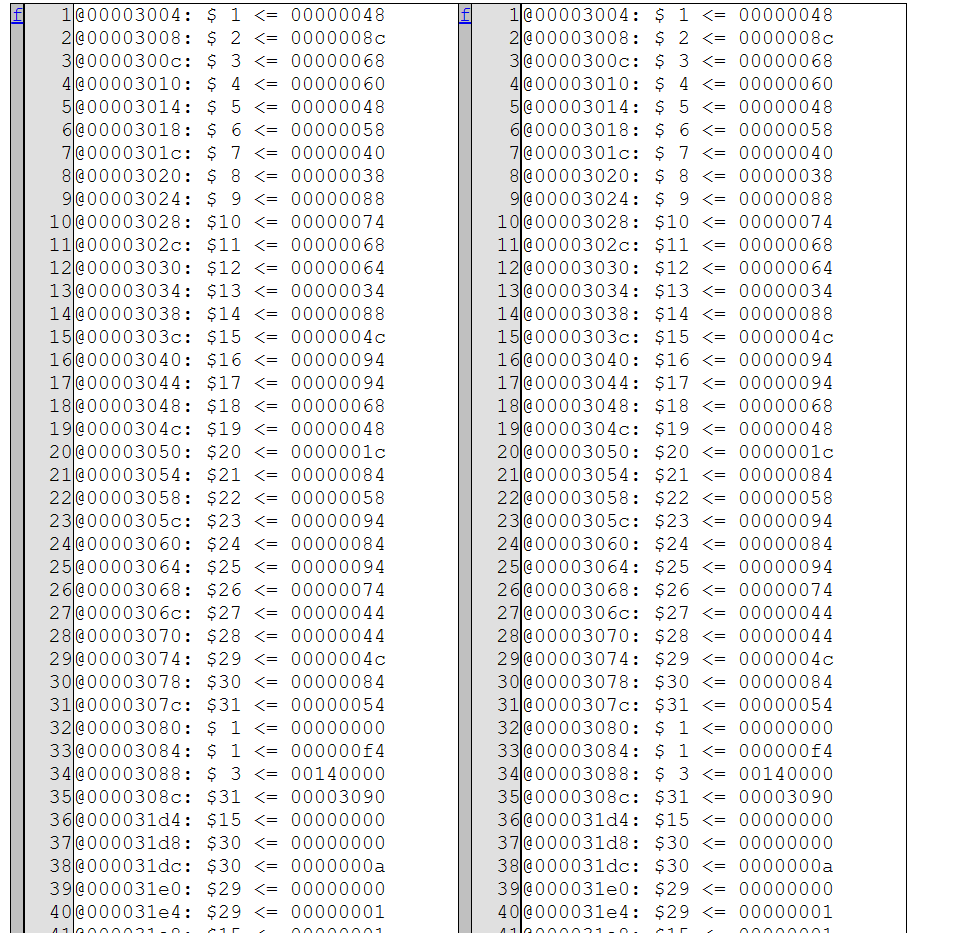 f 1 @00003004: $ 1 <= 00000048 f 1 @00003004: $ 1 <= 00000048
2 @00003008: $ 2 <= 0000008c 2 @00003008: $ 2 <= 0000008c
3 @0000300c: $ 3 <= 00000068 3 @0000300c: $ 3 <= 00000068
4 @00003010: $ 4 <= 00000060 4 @00003010: $ 4 <= 00000060
5 @00003014: $ 5 <= 00000048 5 @00003014: $ 5 <= 00000048
6 @00003018: $ 6 <= 00000058 6 @00003018: $ 6 <= 00000058
7 @0000301c: $ 7 <= 00000040 7 @0000301c: $ 7 <= 00000040
8 @00003020: $ 8 <= 00000038 8 @00003020: $ 8 <= 00000038
9 @00003024: $ 9 <= 00000088 9 @00003024: $ 9 <= 00000088
10 @00003028: $10 <= 00000074 10 @00003028: $10 <= 00000074
11 @0000302c: $11 <= 00000068 11 @0000302c: $11 <= 00000068
12 @00003030: $12 <= 00000064 12 @00003030: $12 <= 00000064
13 @00003034: $13 <= 00000034 13 @00003034: $13 <= 00000034
14 @00003038: $14 <= 00000088 14 @00003038: $14 <= 00000088
15 @0000303c: $15 <= 0000004c 15 @0000303c: $15 <= 0000004c
16 @00003040: $16 <= 00000094 16 @00003040: $16 <= 00000094
17 @00003044: $17 <= 00000094 17 @00003044: $17 <= 00000094
18 @00003048: $18 <= 00000068 18 @00003048: $18 <= 00000068
19 @0000304c: $19 <= 00000048 19 @0000304c: $19 <= 00000048
20 @00003050: $20 <= 0000001c 20 @00003050: $20 <= 0000001c
21 @00003054: $21 <= 00000084 21 @00003054: $21 <= 00000084
22 @00003058: $22 <= 00000058 22 @00003058: $22 <= 00000058
23 @0000305c: $23 <= 00000094 23 @0000305c: $23 <= 00000094
24 @00003060: $24 <= 00000084 24 @00003060: $24 <= 00000084
25 @00003064: $25 <= 00000094 25 @00003064: $25 <= 00000094
26 @00003068: $26 <= 00000074 26 @00003068: $26 <= 00000074
27 @0000306c: $27 <= 00000044 27 @0000306c: $27 <= 00000044
28 @00003070: $28 <= 00000044 28 @00003070: $28 <= 00000044
29 @00003074: $29 <= 0000004c 29 @00003074: $29 <= 0000004c
30 @00003078: $30 <= 00000084 30 @00003078: $30 <= 00000084
31 @0000307c: $31 <= 00000054 31 @0000307c: $31 <= 00000054
32 @00003080: $ 1 <= 00000000 32 @00003080: $ 1 <= 00000000
33 @00003084: $ 1 <= 000000f4 33 @00003084: $ 1 <= 000000f4
34 @00003088: $ 3 <= 00140000 34 @00003088: $ 3 <= 00140000
35 @0000308c: $31 <= 00003090 35 @0000308c: $31 <= 00003090
36 @000031d4: $15 <= 00000000 36 @000031d4: $15 <= 00000000
37 @000031d8: $30 <= 00000000 37 @000031d8: $30 <= 00000000
38 @000031dc: $30 <= 0000000a 38 @000031dc: $30 <= 0000000a
39 @000031e0: $29 <= 00000000 39 @000031e0: $29 <= 00000000
40 @000031e4: $29 <= 00000001 40 @000031e4: $29 <= 00000001